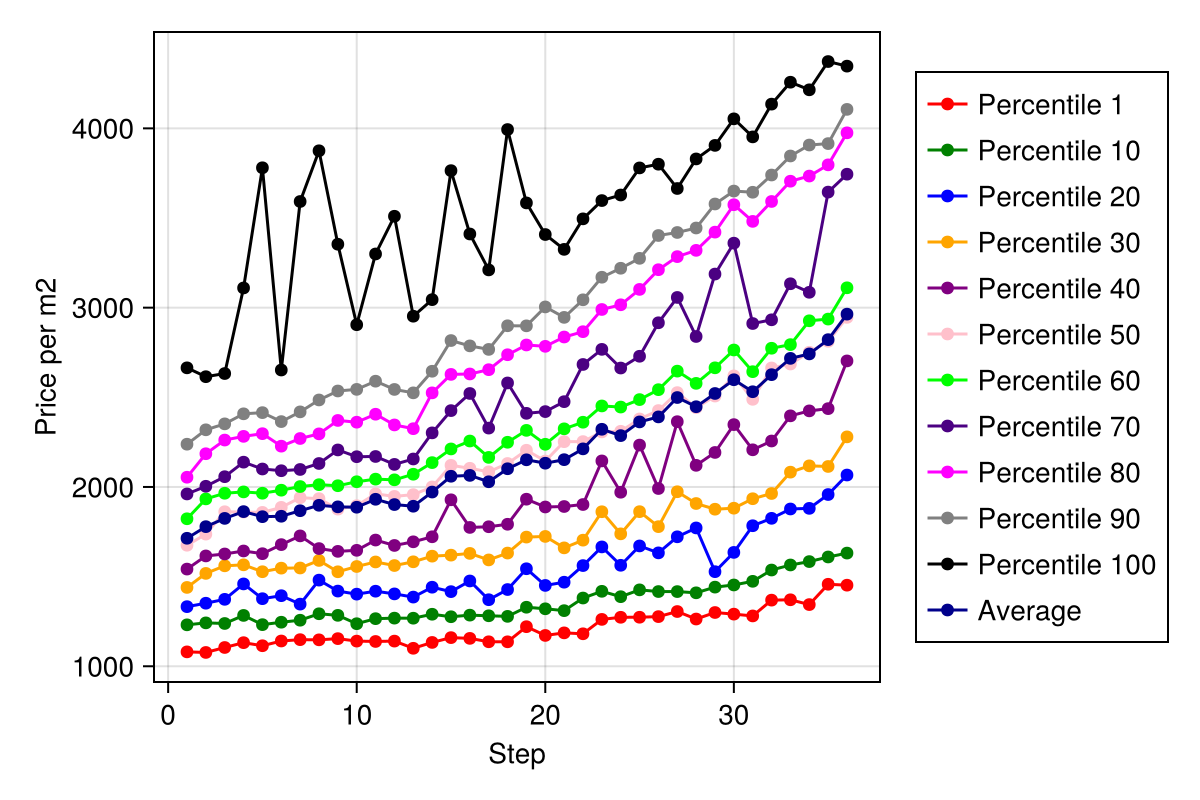 4000
3000
2000
1000
Price per m2
0 10 20 30
Step
Percentile 1
Percentile 10
Percentile 20
Percentile 30
Percentile 40
Percentile 50
Percentile 60
Percentile 70
Percentile 80
Percentile 90
Percentile 100
Average